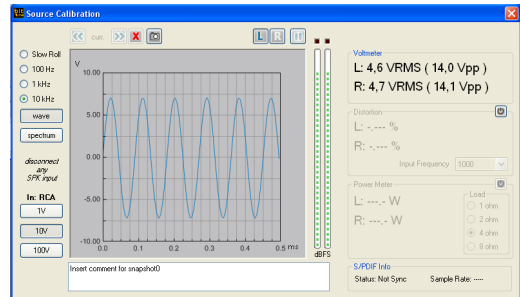 Source Calibration
curr.
L R
Slow Roll
100 Hz
1 kHz
10 kHz
wave
spectrum
disconnect
any
SPK input
In: RCA
1V
10V
100V
V
10.00
5.00
0.00
-5.00
-10.00
0.0 0.1 0.2 0.3 0.4 0.5 ms
dBFS
Insert comment for snapshot0
Voltmeter
L: 4,6 VRMS ( 14,0 Vpp )
R: 4,7 VRMS ( 14,1 Vpp )
Distortion
L: -.--- %
R: -.--- %
Input Frequency 1000
Power Meter
L: ---.- W
R: ---.- W
Load
1 ohm
2 ohm
4 ohm
8 ohm
S/PDIF Info
Status: Not Sync Sample Rate: -----